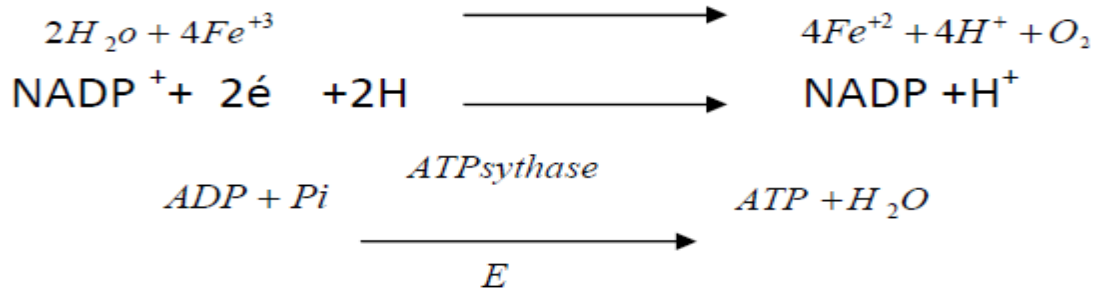 2H₂o + 4Fe⁺³ → 4Fe⁺² + 4H⁺ + O₂
NADP ⁺+ 2é +2H → NADP +H⁺
ATPsythase
ADP + Pi → ATP + H₂O
E